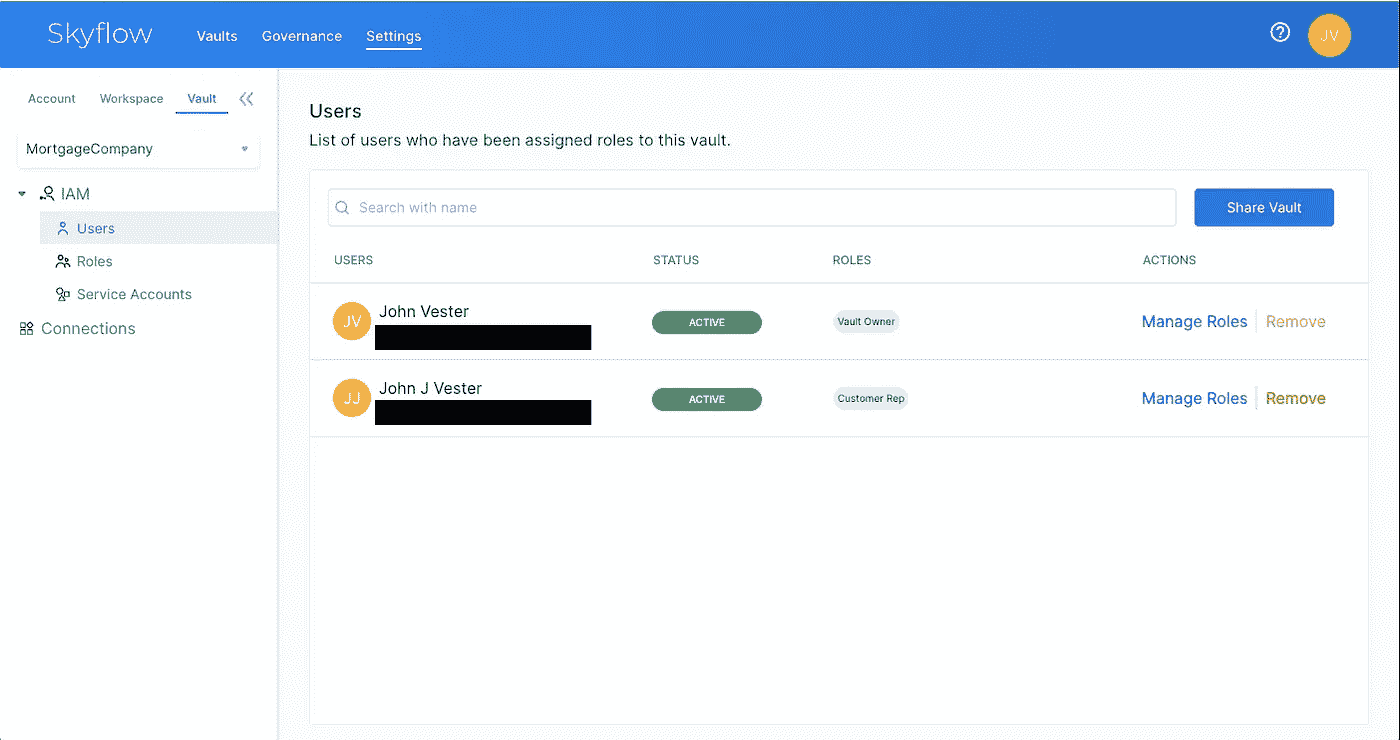 Skyflow
Vaults Governance Settings
JV
Account Workspace Vault
MortgageCompany
IAM
Users
Roles
Service Accounts
Connections
Users
List of users who have been assigned roles to this vault.
Search with name
Share Vault
USERS STATUS ROLES ACTIONS
JV John Vester ACTIVE Vault Owner Manage Roles Remove
JJ John J Vester ACTIVE Customer Rep Manage Roles Remove